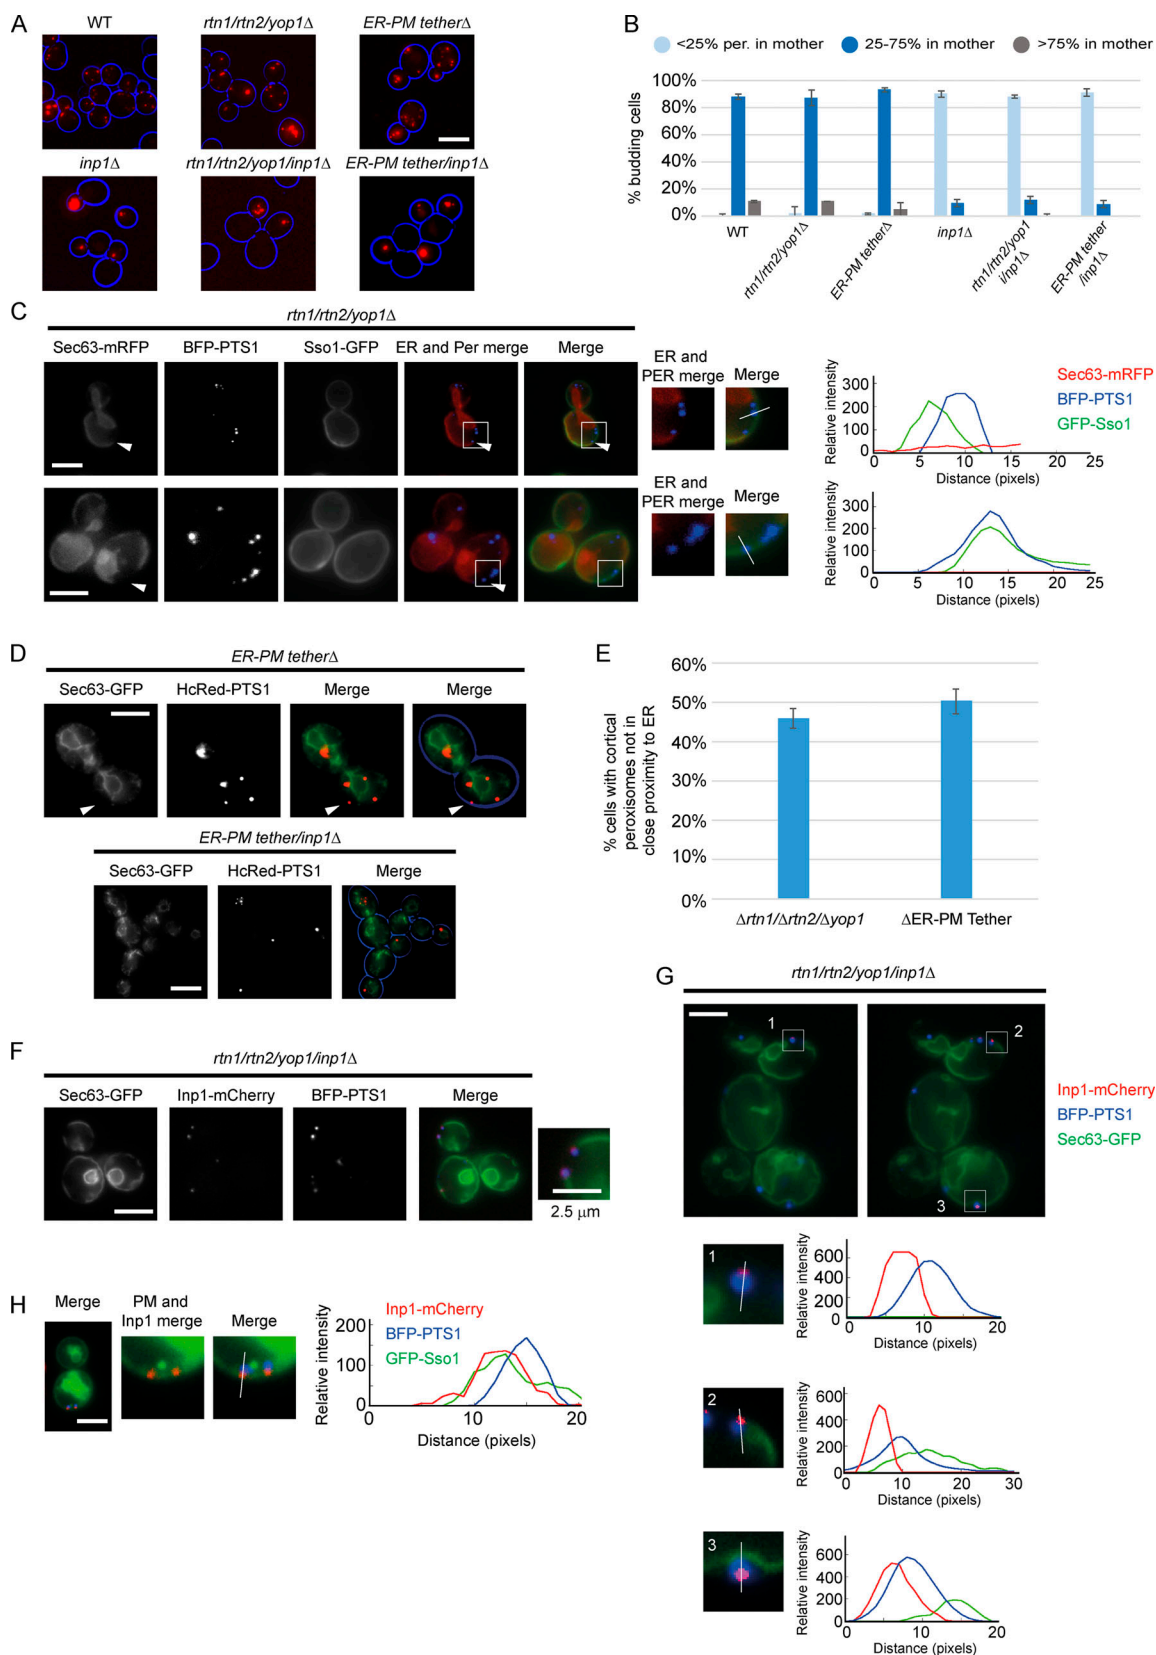 A
WT
rtn1/rtn2/yop1Δ
ER-PM tetherΔ
inp1Δ
rtn1/rtn2/yop1/inp1Δ
ER-PM tether/inp1Δ
B
<25% per. in mother
25-75% in mother
>75% in mother
% budding cells
100%
80%
60%
40%
20%
0%
WT
rtn1/rtn2/yop1Δ
ER-PM tetherΔ
inp1Δ
rtn1/rtn2/yop1
i/np1Δ
ER-PM tether
/inp1Δ
C
rtn1/rtn2/yop1Δ
Sec63-mRFP
BFP-PTS1
Sso1-GFP
ER and Per merge
Merge
ER and
PER merge
Merge
ER and
PER merge
Merge
Relative intensity
300
200
100
0
0 5 10 15 20 25
Distance (pixels)
Sec63-mRFP
BFP-PTS1
GFP-Sso1
Relative intensity
300
200
100
0
0 5 10 15 20 25
Distance (pixels)
D
ER-PM tetherΔ
Sec63-GFP
HcRed-PTS1
Merge
Merge
ER-PM tether/inp1Δ
Sec63-GFP
HcRed-PTS1
Merge
E
% cells with cortical
peroxisomes not in
close proximity to ER
60%
50%
40%
30%
20%
10%
0%
Δrtn1/Δrtn2/Δyop1
ΔER-PM Tether
F
rtn1/rtn2/yop1/inp1Δ
Sec63-GFP
Inp1-mCherry
BFP-PTS1
Merge
2.5 μm
G
rtn1/rtn2/yop1/inp1Δ
1
2
3
Inp1-mCherry
BFP-PTS1
Sec63-GFP
1
Relative intensity
600
400
200
0
0 10 20
Distance (pixels)
2
Relative intensity
600
400
200
0
0 10 20 30
Distance (pixels)
3
Relative intensity
600
400
200
0
0 10 20
Distance (pixels)
H
Merge
PM and
Inp1 merge
Merge
Relative intensity
200
100
0
0 10 20
Distance (pixels)
Inp1-mCherry
BFP-PTS1
GFP-Sso1